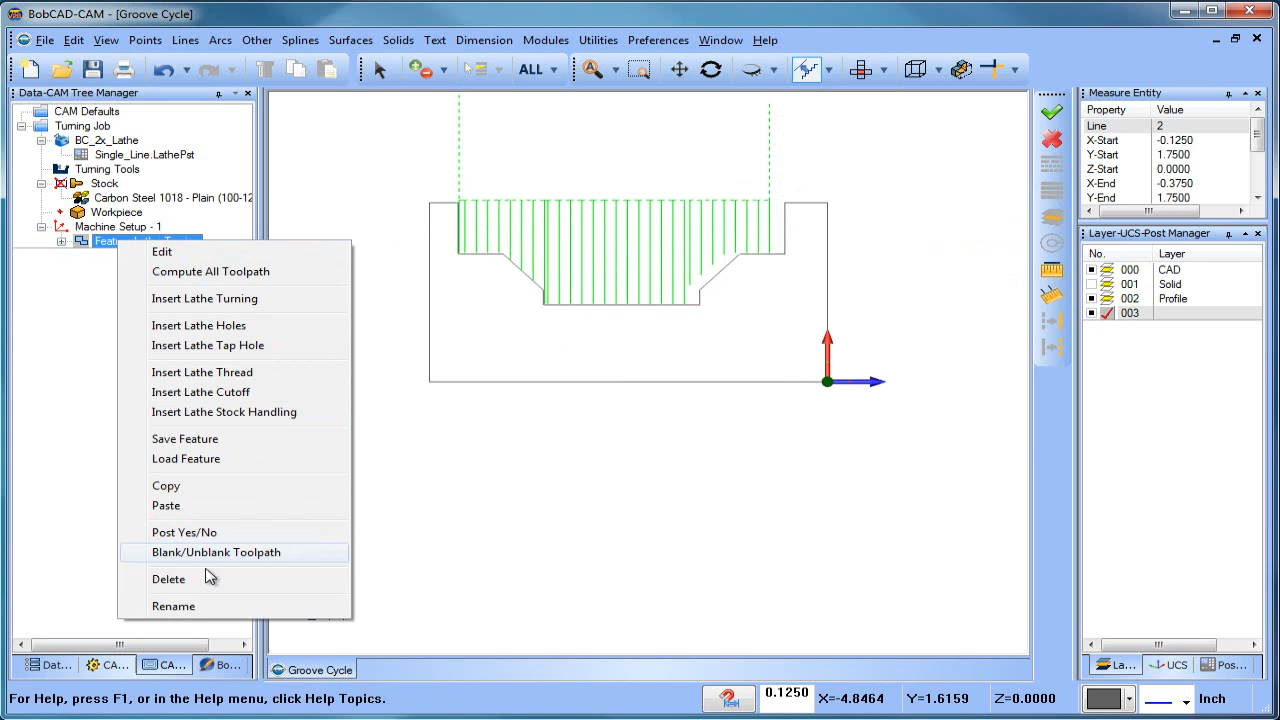 BobCAD-CAM - [Groove Cycle]
File Edit View Points Lines Arcs Other Splines Surfaces Solids Text Dimension Modules Utilities Preferences Window Help
ALL
Data-CAM Tree Manager
CAM Defaults
Turning Job
BC_2x_Lathe
Single_Line.LathePst
Turning Tools
Stock
Carbon Steel 1018 - Plain (100-12
Workpiece
Machine Setup - 1
Edit
Compute All Toolpath
Insert Lathe Turning
Insert Lathe Holes
Insert Lathe Tap Hole
Insert Lathe Thread
Insert Lathe Cutoff
Insert Lathe Stock Handling
Save Feature
Load Feature
Copy
Paste
Post Yes/No
Blank/Unblank Toolpath
Delete
Rename
Dat... CA... CA... Bo...
Groove Cycle
Measure Entity
Property Value
Line 2
X-Start -0.1250
Y-Start 1.7500
Z-Start 0.0000
X-End -0.3750
Y-End 1.7500
Layer-UCS-Post Manager
No. Layer
000 CAD
001 Solid
002 Profile
003
La... UCS Pos...
For Help, press F1, or in the Help menu, click Help Topics. 0.1250 X=-4.8464 Y=1.6159 Z=0.0000 Inch